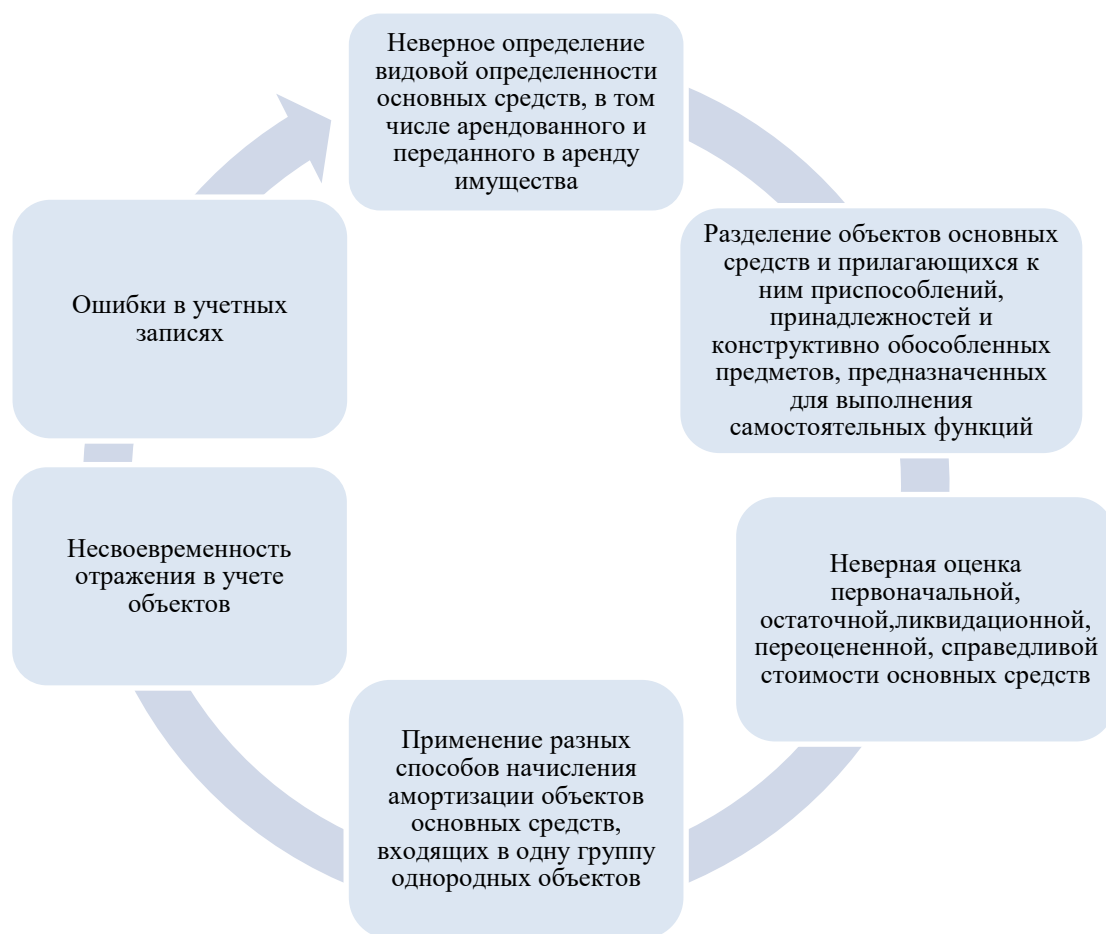 Неверное определение
видовой определенности
основных средств, в том
числе арендованного и
переданного в аренду
имущества
Разделение объектов основных
средств и прилагающихся к
ним приспособлений,
принадлежностей и
конструктивно обособленных
предметов, предназначенных
для выполнения
самостоятельных функций
Неверная оценка
первоначальной,
остаточной,ликвидационной,
переоцененной, справедливой
стоимости основных средств
Применение разных
способов начисления
амортизации объектов
основных средств,
входящих в одну группу
однородных объектов
Несвоевременность
отражения в учете
объектов
Ошибки в учетных
записях